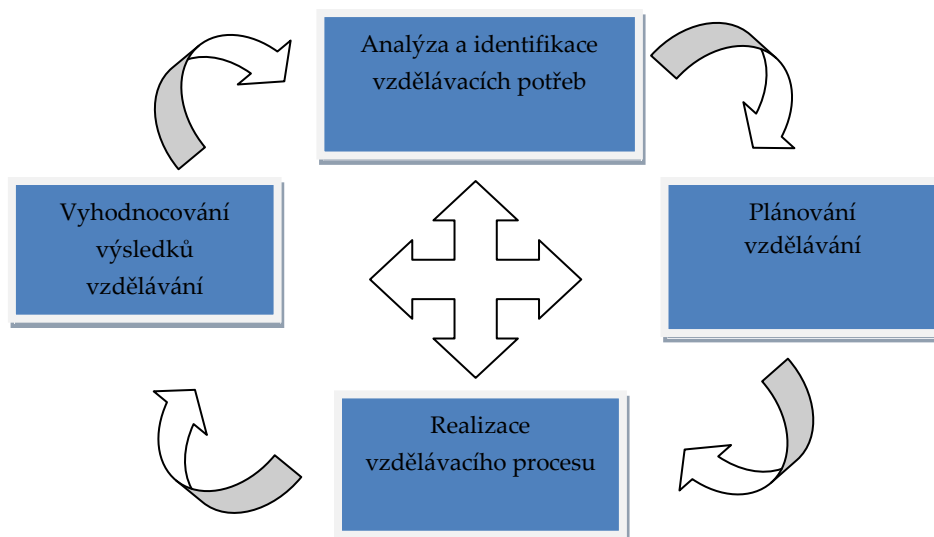 Analýza a identifikace
vzdělávacích potřeb
Plánování
vzdělávání
Realizace
vzdělávacího procesu
Vyhodnocování
výsledků
vzdělávání